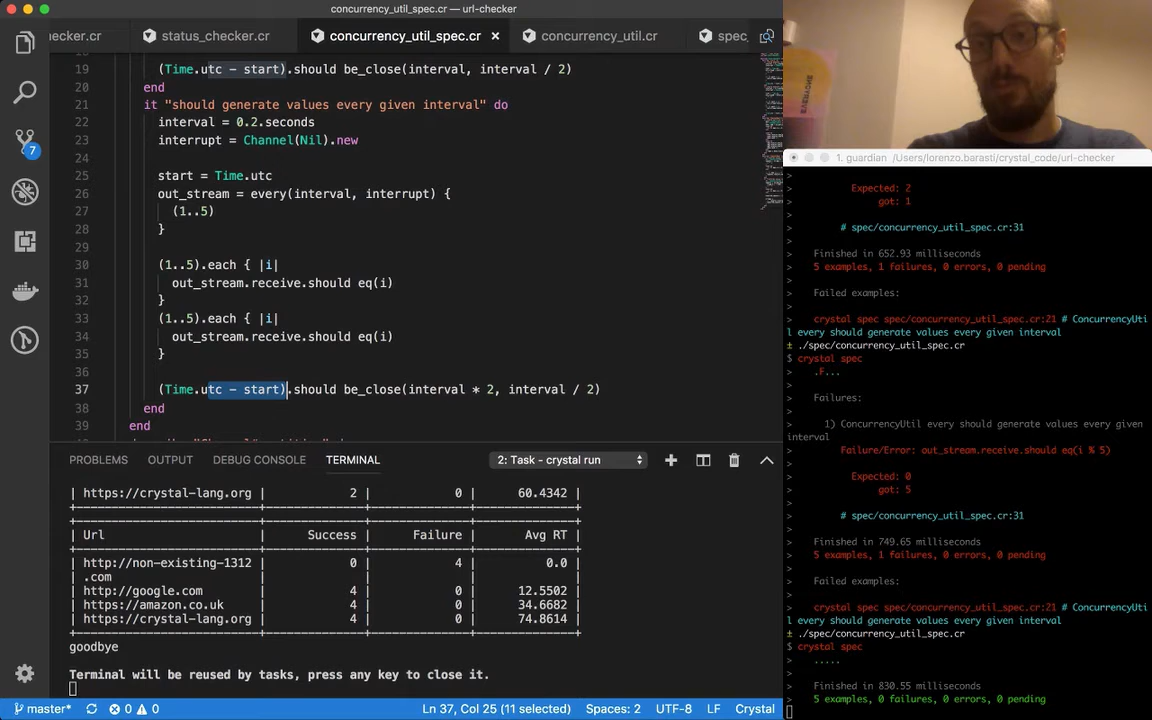 concurrency_util_spec.cr — url-checker
ecker.cr
status_checker.cr
concurrency_util_spec.cr
concurrency_util.cr
spec_
19 (Time.utc - start).should be_close(interval, interval / 2)
20 end
21 it "should generate values every given interval" do
22 interval = 0.2.seconds
23 interrupt = Channel(Nil).new
24
25 start = Time.utc
26 out_stream = every(interval, interrupt) {
27 (1..5)
28 }
29
30 (1..5).each { |i|
31 out_stream.receive.should eq(i)
32 }
33 (1..5).each { |i|
34 out_stream.receive.should eq(i)
35 }
36
37 (Time.utc - start).should be_close(interval * 2, interval / 2)
38 end
39 end
7
PROBLEMS OUTPUT DEBUG CONSOLE TERMINAL 2: Task - crystal run
| https://crystal-lang.org | 2 | 0 | 60.4342 |
| Url | Success | Failure | Avg RT |
| http://non-existing-1312 | 0 | 4 | 0.0 |
| .com | | | |
| http://google.com | 4 | 0 | 12.5502 |
| https://amazon.co.uk | 4 | 0 | 34.6682 |
| https://crystal-lang.org | 4 | 0 | 74.8614 |
goodbye
Terminal will be reused by tasks, press any key to close it.
master* 0 0 Ln 37, Col 25 (11 selected) Spaces: 2 UTF-8 LF Crystal
1. guardian /Users/lorenzo.barasti/crystal_code/url-checker
>
> Expected: 2
> got: 1
>
> # spec/concurrency_util_spec.cr:31
>
> Finished in 652.93 milliseconds
> 5 examples, 1 failures, 0 errors, 0 pending
>
> Failed examples:
>
> crystal spec spec/concurrency_util_spec.cr:21 # ConcurrencyUti
l every should generate values every given interval
± ./spec/concurrency_util_spec.cr
$ crystal spec
> .F...
>
> Failures:
>
> 1) ConcurrencyUtil every should generate values every given
interval
> Failure/Error: out_stream.receive.should eq(i % 5)
>
> Expected: 0
> got: 5
>
> # spec/concurrency_util_spec.cr:31
>
> Finished in 749.65 milliseconds
> 5 examples, 1 failures, 0 errors, 0 pending
>
> Failed examples:
>
> crystal spec spec/concurrency_util_spec.cr:21 # ConcurrencyUti
l every should generate values every given interval
± ./spec/concurrency_util_spec.cr
$ crystal spec
> .....
>
> Finished in 830.55 milliseconds
> 5 examples, 0 failures, 0 errors, 0 pending
>